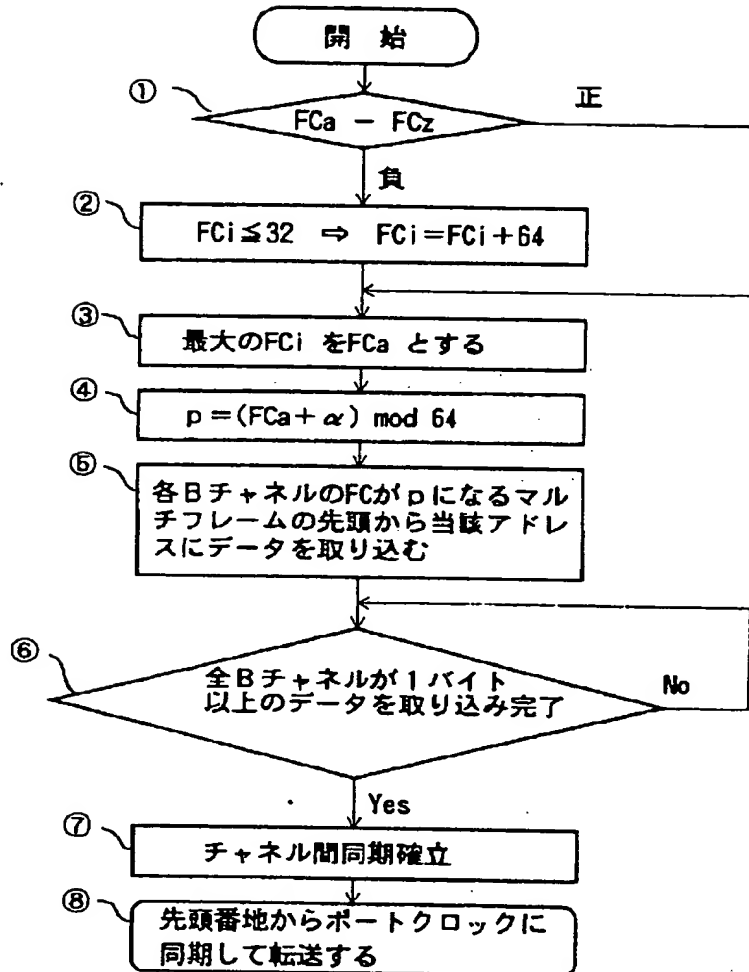 開 始
①
FCa － FCz
正
負
②
FCi≦32 ⇒ FCi＝FCi＋64
③
最大のFCi をFCa とする
④
p＝(FCa＋α) mod 64
⑤
各BチャネルのFCがpになるマル
チフレームの先頭から当該アドレ
スにデータを取り込む
⑥
全Bチャネルが1バイト
以上のデータを取り込み完了
No
Yes
⑦
チャネル間同期確立
⑧
先頭番地からポートクロックに
同期して転送する